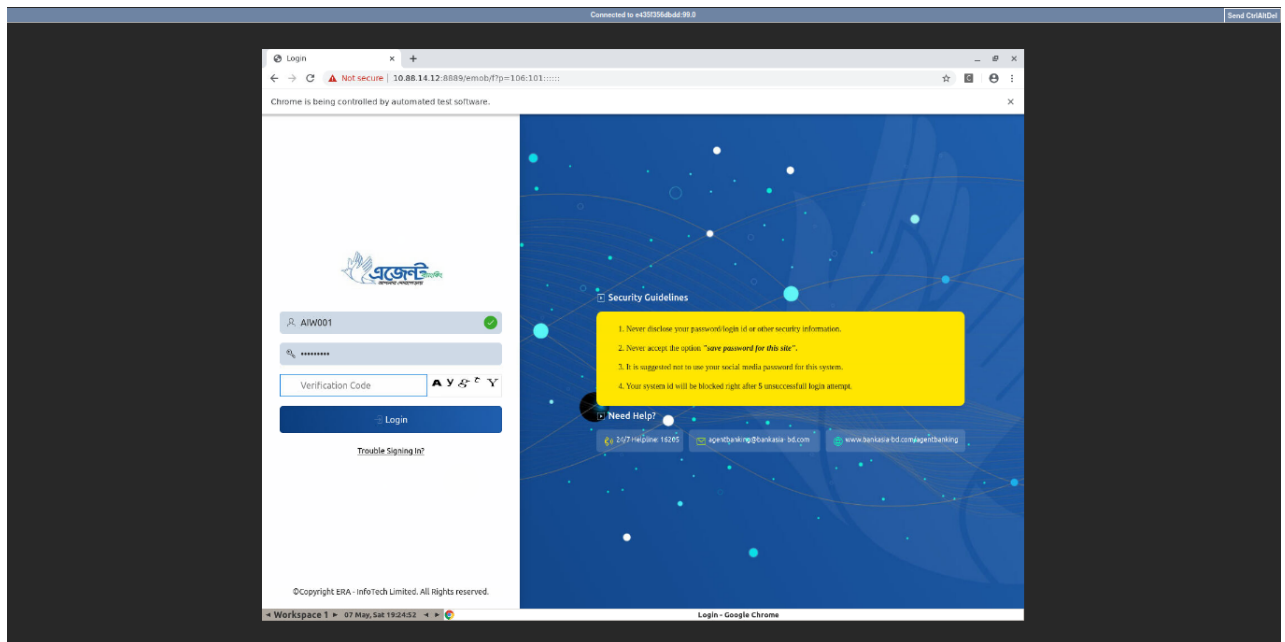 Connected to e435f356dbdd:99.0
Send CtrlAltDel
Login
Not secure | 10.88.14.12:8889/emob/f?p=106:101::::::
Chrome is being controlled by automated test software.
এজেন্ট
AIW001
•••••••••
Verification Code
A y g c Y
Login
Trouble Signing In?
©Copyright ERA - InfoTech Limited. All Rights reserved.
Security Guidelines
1. Never disclose your password/login id or other security information.
2. Never accept the option "save password for this site".
3. It is suggested not to use your social media password for this system.
4. Your system id will be blocked right after 5 unsuccessfull login attempt.
Need Help?
24/7 Helpline: 16205
agentbanking@bankasia-bd.com
www.bankasia-bd.com/agentbanking
Workspace 1
07 May, Sat 19:24:52
Login - Google Chrome